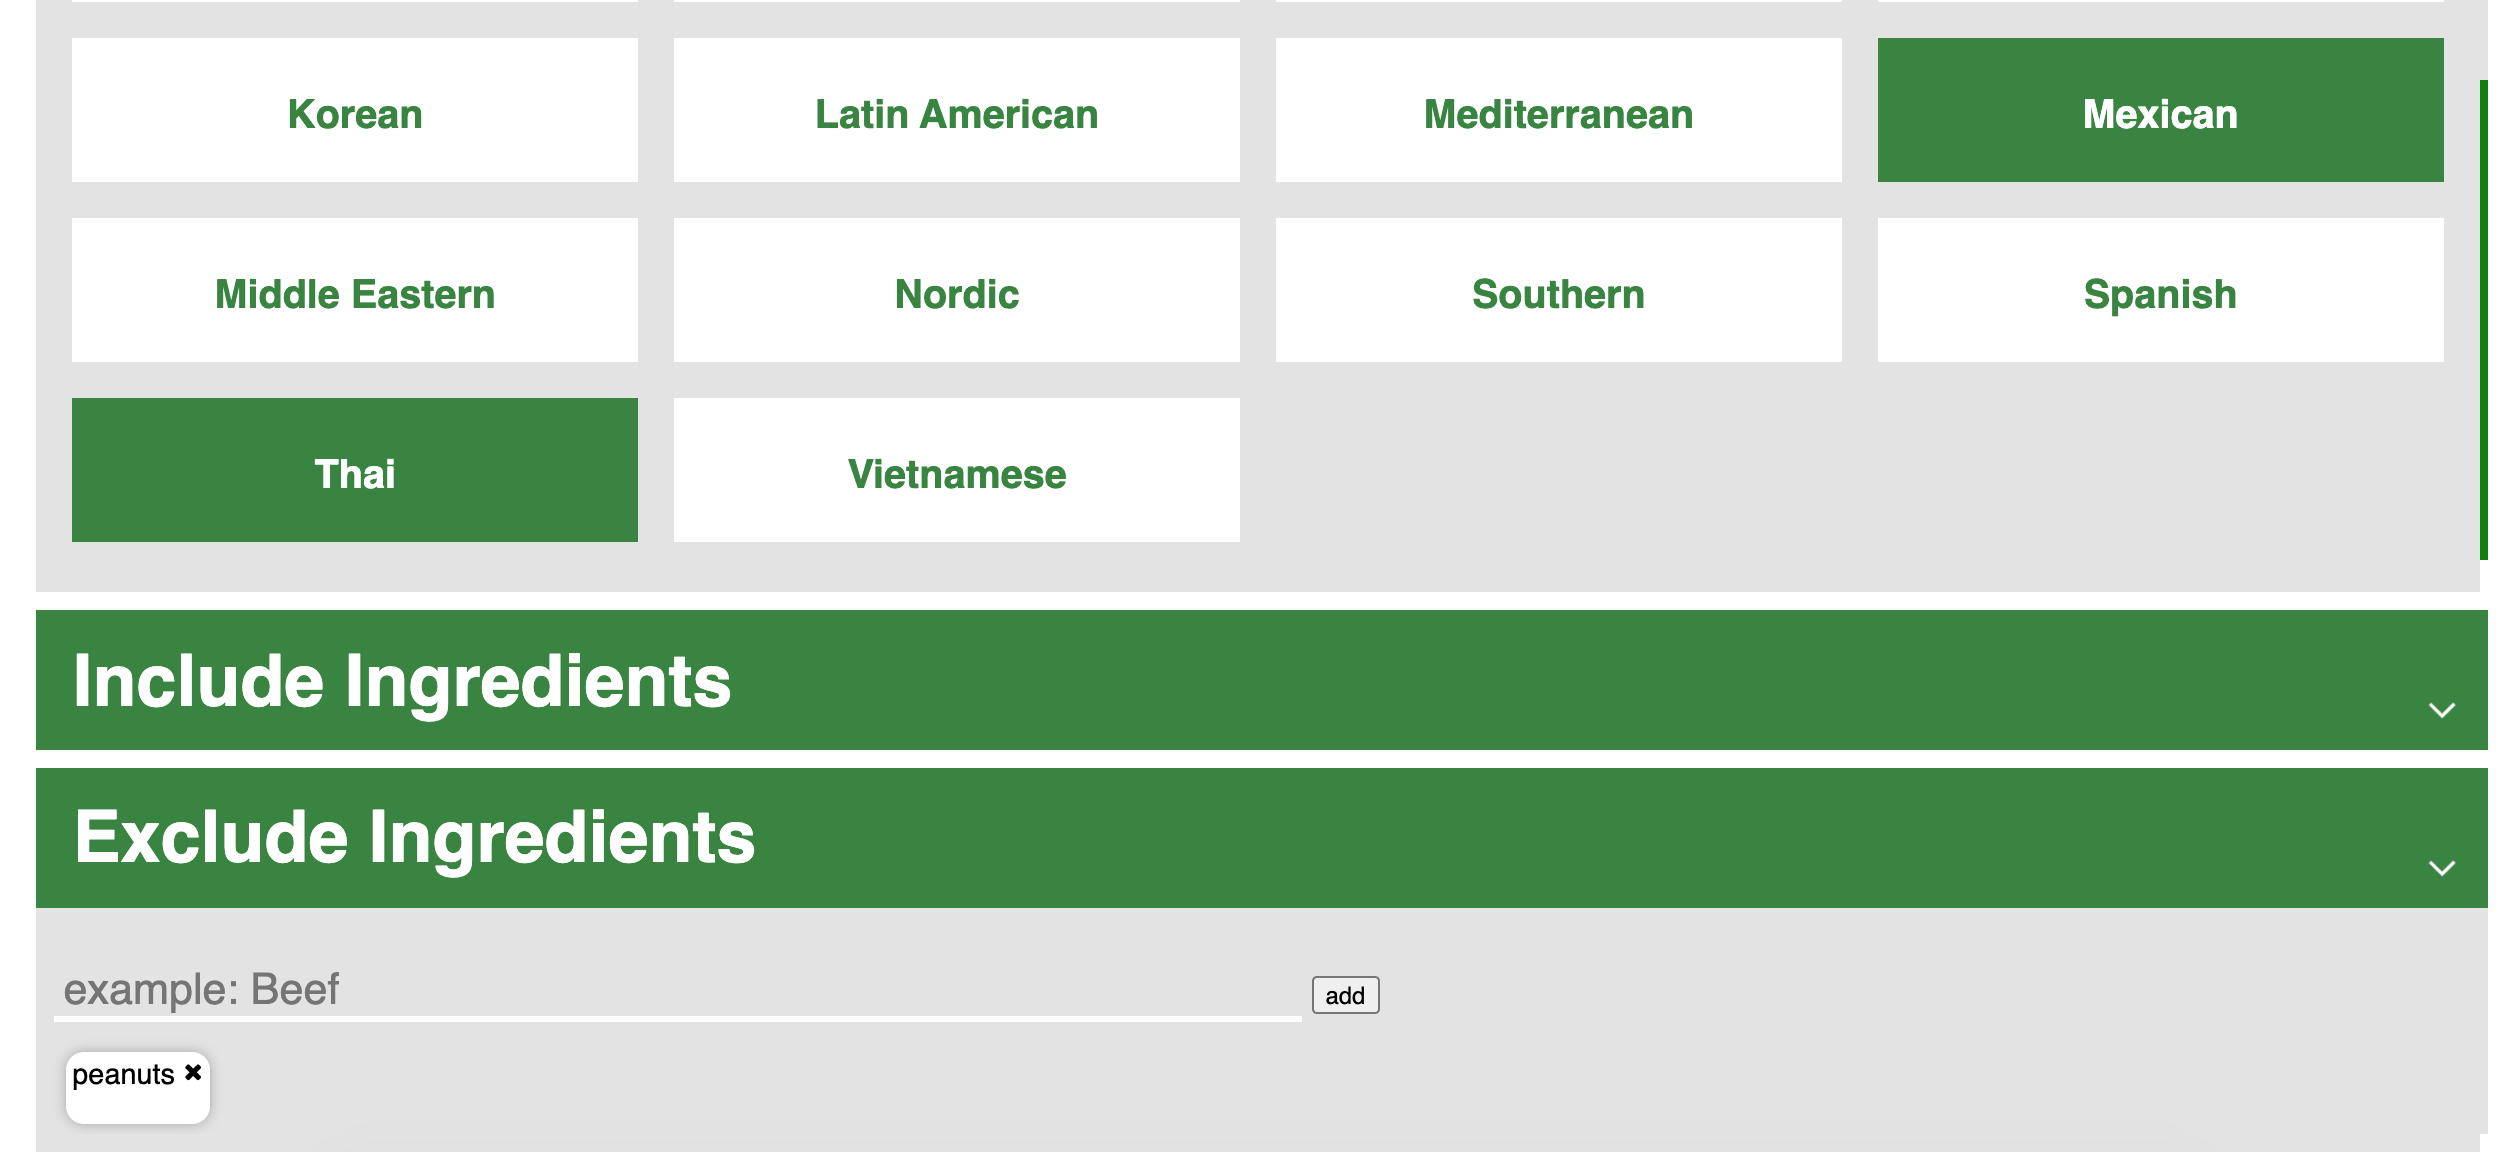 Korean
Latin American
Mediterranean
Mexican
Middle Eastern
Nordic
Southern
Spanish
Thai
Vietnamese
Include Ingredients
Exclude Ingredients
example: Beef
add
peanuts